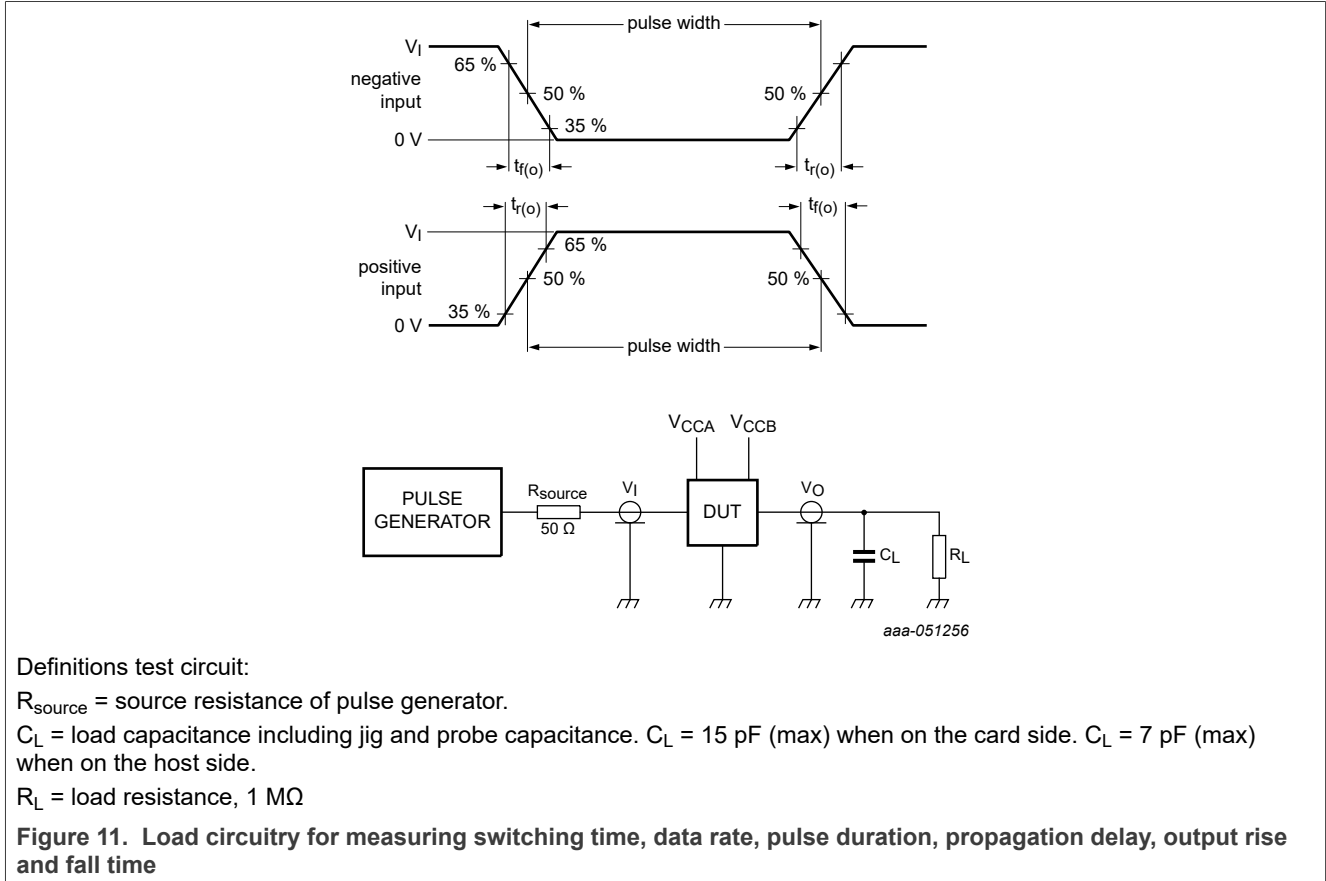 pulse width
VI
65 %
negative
input
50 %
50 %
35 %
0 V
tf(o)
tr(o)
tr(o)
tf(o)
VI
65 %
positive
input
50 %
50 %
35 %
0 V
pulse width
VCCA VCCB
PULSE
GENERATOR
Rsource
50 Ω
VI
DUT
VO
CL
RL
aaa-051256
Definitions test circuit:
Rsource = source resistance of pulse generator.
CL = load capacitance including jig and probe capacitance. CL = 15 pF (max) when on the card side. CL = 7 pF (max)
when on the host side.
RL = load resistance, 1 MΩ
Figure 11. Load circuitry for measuring switching time, data rate, pulse duration, propagation delay, output rise
and fall time